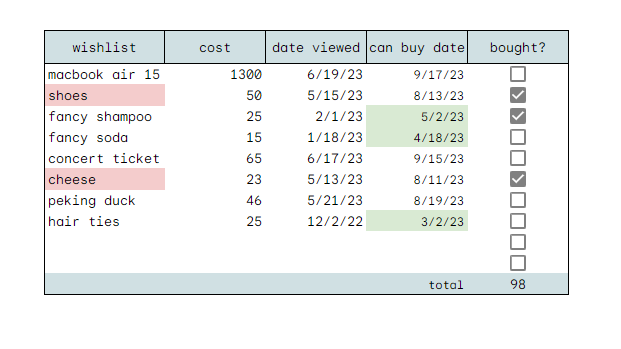 wishlist cost date viewed can buy date bought?
macbook air 15 1300 6/19/23 9/17/23
shoes 50 5/15/23 8/13/23
fancy shampoo 25 2/1/23 5/2/23
fancy soda 15 1/18/23 4/18/23
concert ticket 65 6/17/23 9/15/23
cheese 23 5/13/23 8/11/23
peking duck 46 5/21/23 8/19/23
hair ties 25 12/2/22 3/2/23
total 98